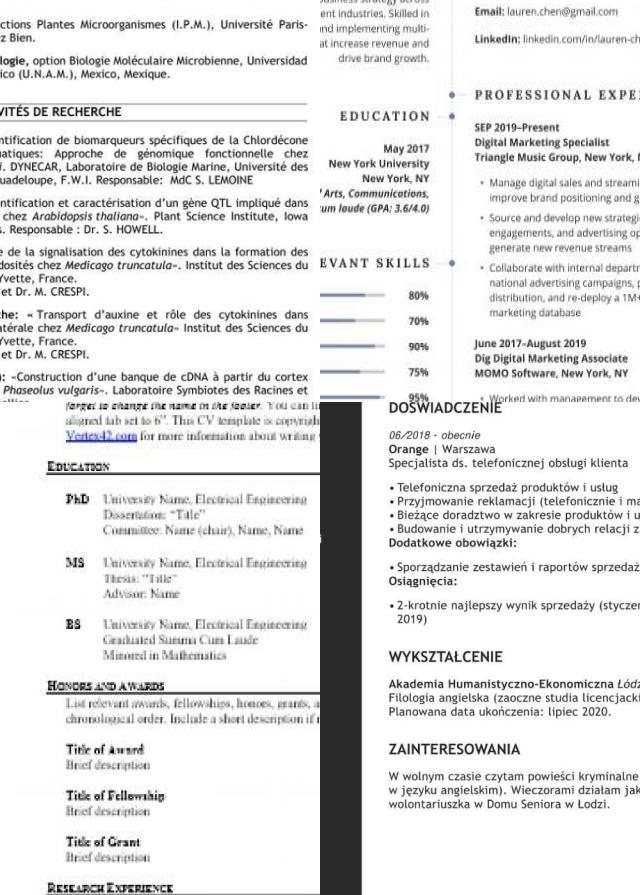 ctions Plantes Microorganismes (I.P.M.), Université Paris-
z Bien.
logie, option Biologie Moléculaire Microbienne, Universidad
ico (U.N.A.M.), Mexico, Mexique.
VITÉS DE RECHERCHE
ntification de biomarqueurs spécifiques de la Chlordécone
uatiques: Approche de génomique fonctionnelle chez
i. DYNECAR, Laboratoire de Biologie Marine, Université des
uadeloupe, F.W.I. Responsable: MdC S. LEMOINE
ntification et caractérisation d’un gène QTL impliqué dans
chez Arabidopsis thaliana». Plant Science Institute, Iowa
s. Responsable : Dr. S. HOWELL.
e de la signalisation des cytokinines dans la formation des
dosités chez Medicago truncatula». Institut des Sciences du
Yvette, France.
et Dr. M. CRESPI.
che: « Transport d’auxine et rôle des cytokinines dans
atérale chez Medicago truncatula» Institut des Sciences du
Yvette, France.
et Dr. M. CRESPI.
): «Construction d’une banque de cDNA à partir du cortex
Phaseolus vulgaris». Laboratoire Symbiotes des Racines et
business strategy across
ent industries. Skilled in
and implementing multi-
at increase revenue and
drive brand growth.
EDUCATION
May 2017
New York University
New York, NY
f Arts, Communications,
um laude (GPA: 3.6/4.0)
EVANT SKILLS
80%
70%
90%
75%
95%
Email: lauren.chen@gmail.com
LinkedIn: linkedin.com/in/lauren-ch
PROFESSIONAL EXPE
SEP 2019–Present
Digital Marketing Specialist
Triangle Music Group, New York, N
• Manage digital sales and streami
improve brand positioning and g
• Source and develop new strategi
engagements, and advertising op
generate new revenue streams
• Collaborate with internal departm
national advertising campaigns, p
distribution, and re-deploy a 1M+
marketing database
June 2017–August 2019
Dig Digital Marketing Associate
MOMO Software, New York, NY
• Worked with management to dev
forget to change the name in the footer. You can li
aligned tab set to 6”. This CV template is copyrigh
Vertex42.com for more information about writing
EDUCATION
PhD University Name, Electrical Engineering
Dissertation: “Title”
Committee: Name (chair), Name, Name
MS University Name, Electrical Engineering
Thesis: “Title”
Advisor: Name
BS University Name, Electrical Engineering
Graduated Summa Cum Laude
Minored in Mathematics
HONORS AND AWARDS
List relevant awards, fellowships, honors, grants, a
chronological order. Include a short description if r
Title of Award
Brief description
Title of Fellowship
Brief description
Title of Grant
Brief description
RESEARCH EXPERIENCE
DOŚWIADCZENIE
06/2018 - obecnie
Orange | Warszawa
Specjalista ds. telefonicznej obsługi klienta
• Telefoniczna sprzedaż produktów i usług
• Przyjmowanie reklamacji (telefonicznie i ma
• Bieżące doradztwo w zakresie produktów i u
• Budowanie i utrzymywanie dobrych relacji z
Dodatkowe obowiązki:
• Sporządzanie zestawień i raportów sprzedaż
Osiągnięcia:
• 2-krotnie najlepszy wynik sprzedaży (styczeń
2019)
WYKSZTAŁCENIE
Akademia Humanistyczno-Ekonomiczna Łódź
Filologia angielska (zaoczne studia licencjacki
Planowana data ukończenia: lipiec 2020.
ZAINTERESOWANIA
W wolnym czasie czytam powieści kryminalne
w języku angielskim). Wieczorami działam jak
wolontariuszka w Domu Seniora w Łodzi.